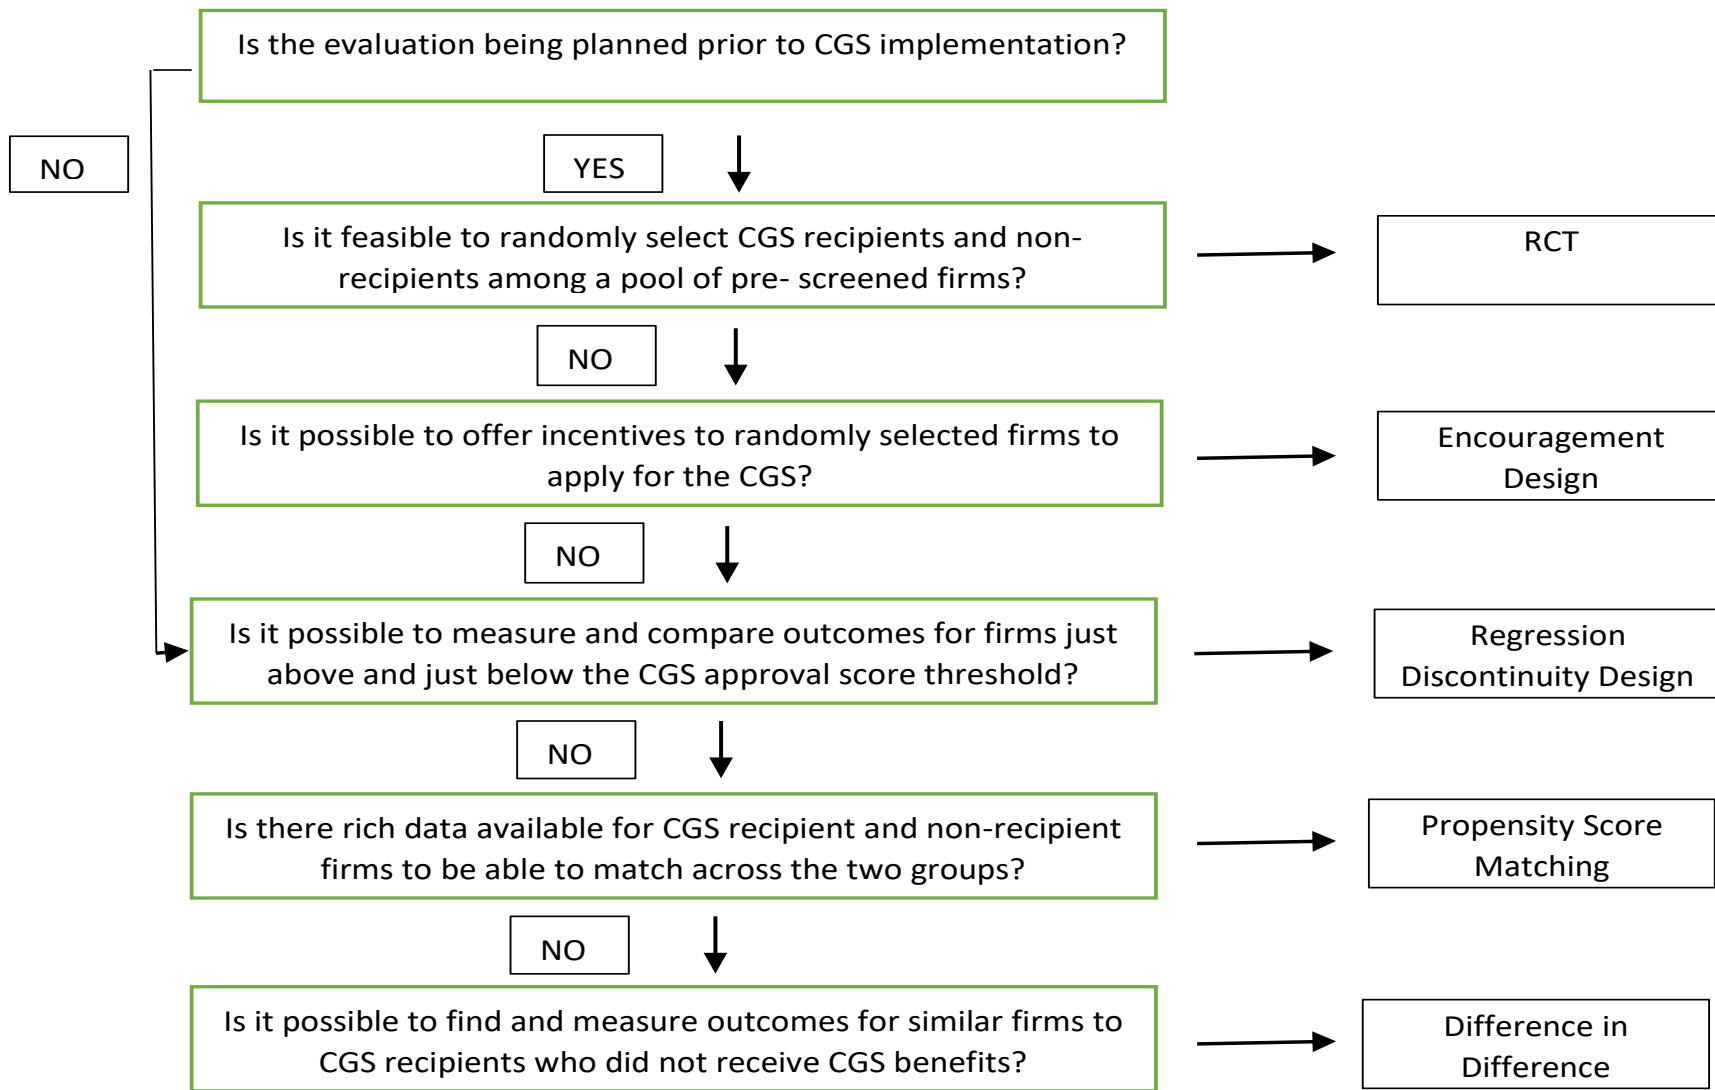 Is the evaluation being planned prior to CGS implementation?
NO
YES
Is it feasible to randomly select CGS recipients and non-
recipients among a pool of pre- screened firms?
RCT
NO
Is it possible to offer incentives to randomly selected firms to
apply for the CGS?
Encouragement
Design
NO
Is it possible to measure and compare outcomes for firms just
above and just below the CGS approval score threshold?
Regression
Discontinuity Design
NO
Is there rich data available for CGS recipient and non-recipient
firms to be able to match across the two groups?
Propensity Score
Matching
NO
Is it possible to find and measure outcomes for similar firms to
CGS recipients who did not receive CGS benefits?
Difference in
Difference